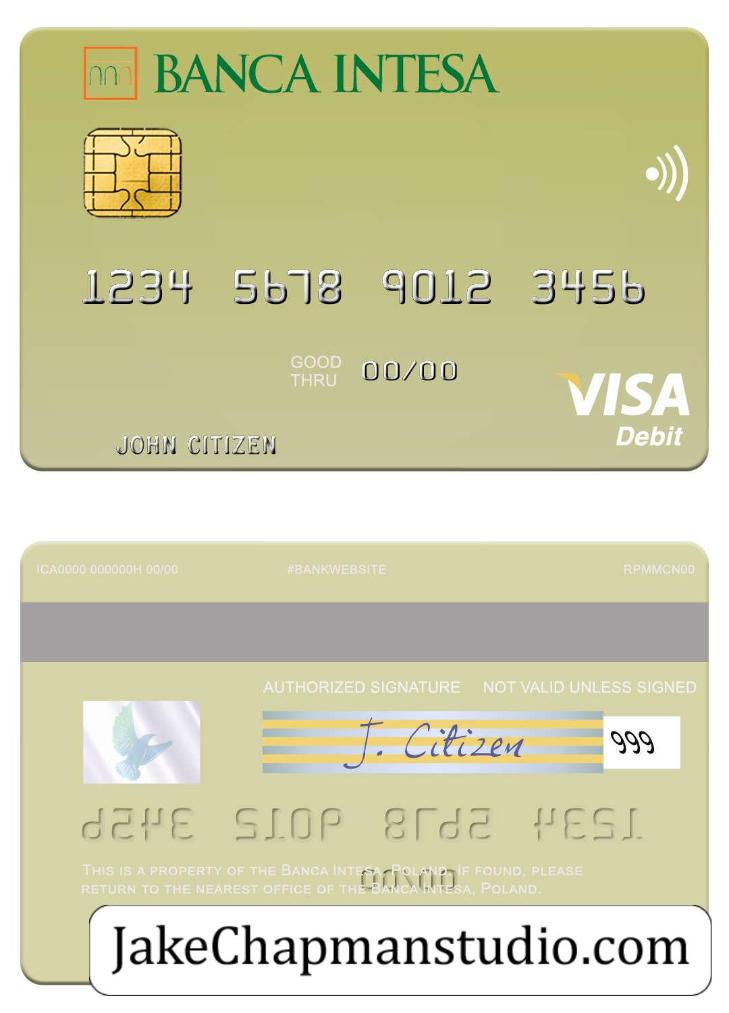 BANCA INTESA
1234 5678 9012 3456
GOOD
THRU 00/00
VISA
Debit
JOHN CITIZEN
ICA0000 000000H 00/00 #BANKWEBSITE RPMMCN00
AUTHORIZED SIGNATURE NOT VALID UNLESS SIGNED
J. Citizen 999
THIS IS A PROPERTY OF THE BANCA INTESA, POLAND. IF FOUND, PLEASE
RETURN TO THE NEAREST OFFICE OF THE BANCA INTESA, POLAND.
JakeChapmanstudio.com